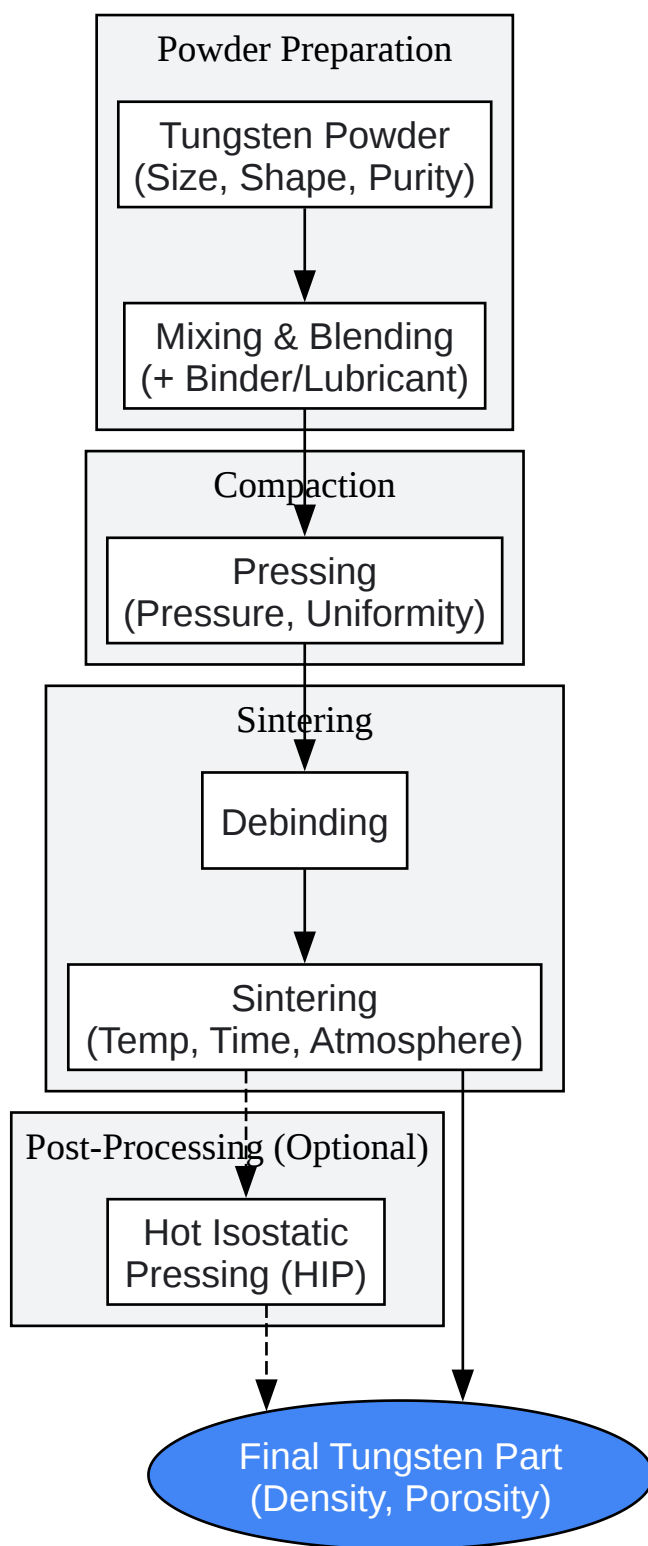 Powder Preparation
Tungsten Powder
(Size, Shape, Purity)
Mixing & Blending
(+ Binder/Lubricant)
Compaction
Pressing
(Pressure, Uniformity)
Sintering
Debinding
Sintering
(Temp, Time, Atmosphere)
Post-Processing (Optional)
Hot Isostatic
Pressing (HIP)
Final Tungsten Part
(Density, Porosity)